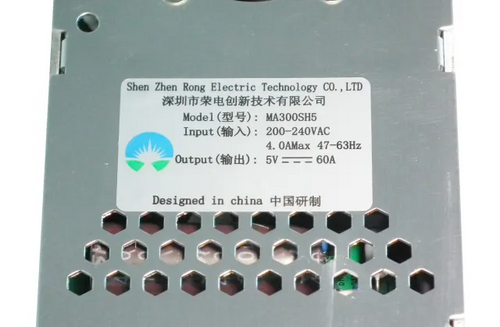 Shen Zhen Rong Electric Technology CO.,LTD
深圳市荣电创新技术有限公司
Model(型号): MA300SH5
Input(输入): 200-240VAC
4.0AMax 47-63Hz
Output(输出): 5V⎓60A
Designed in china 中国研制